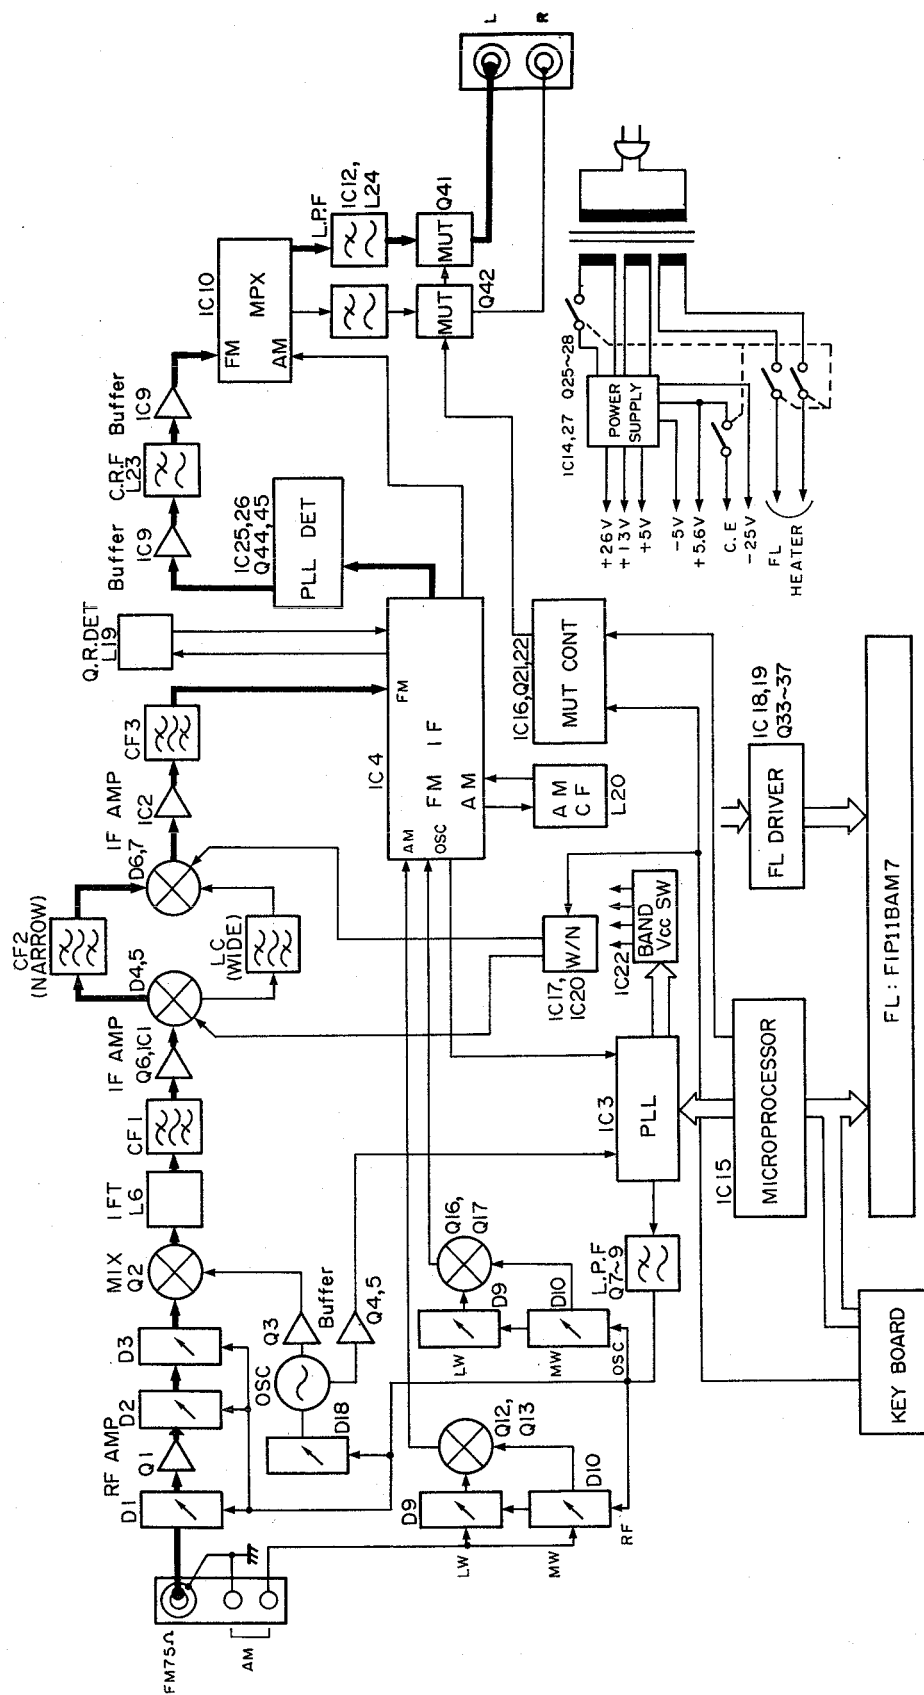 FM75Ω
AM
D1
RF AMP
Q1
D2
D3
MIX
Q2
IFT
L6
CF1
IF AMP
Q6,IC1
D4,5
CF2
(NARROW)
LC
(WIDE)
D6,7
IF AMP
IC2
CF3
Q.R.DET
L19
Buffer
IC9
C.R.F
L23
Buffer
IC9
IC10
FM
MPX
AM
L.P.F
IC12,
L24
MUT
Q41
MUT
Q42
L
R
D18
OSC
Q3
Buffer
Q4,5
IC4
FM
AM
OSC
FM IF
AM
IC25,26
Q44,45
PLL DET
AM
CF
L20
IC16,Q21,22
MUT CONT
IC17,
IC20
W/N
IC22
BAND
Vcc SW
LW
MW
RF
D9
D10
Q12,
Q13
LW
MW
OSC
D9
D10
Q16,
Q17
L.P.F
Q7~9
IC3
PLL
IC15
MICROPROCESSOR
IC18,19
Q33~37
FL DRIVER
KEY BOARD
FL: FIP11BAM7
IC14,27 Q25~28
POWER
SUPPLY
+26V
+13V
+5V
-5V
+5.6V
C.E
-25V
FL
HEATER